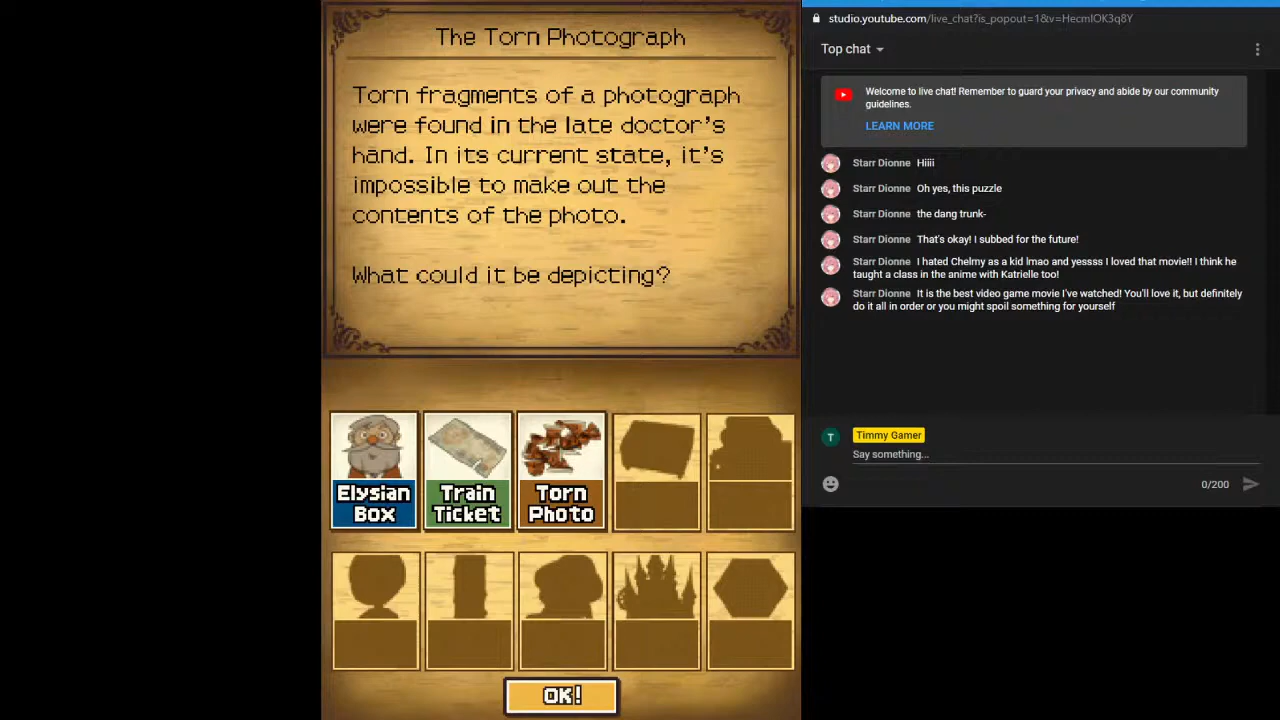 The Torn Photograph
Torn fragments of a photograph
were found in the late doctor's
hand. In its current state, it's
impossible to make out the
contents of the photo.
What could it be depicting?
Elysian
Box
Train
Ticket
Torn
Photo
OK!
studio.youtube.com/live_chat?is_popout=1&v=HecmlOK3q8Y
Top chat
Welcome to live chat! Remember to guard your privacy and abide by our community
guidelines.
LEARN MORE
Starr Dionne Hiiii
Starr Dionne Oh yes, this puzzle
Starr Dionne the dang trunk-
Starr Dionne That's okay! I subbed for the future!
Starr Dionne I hated Chelmy as a kid lmao and yessss I loved that movie!! I think he
taught a class in the anime with Katrielle too!
Starr Dionne It is the best video game movie I've watched! You'll love it, but definitely
do it all in order or you might spoil something for yourself
T
Timmy Gamer
Say something...
0/200